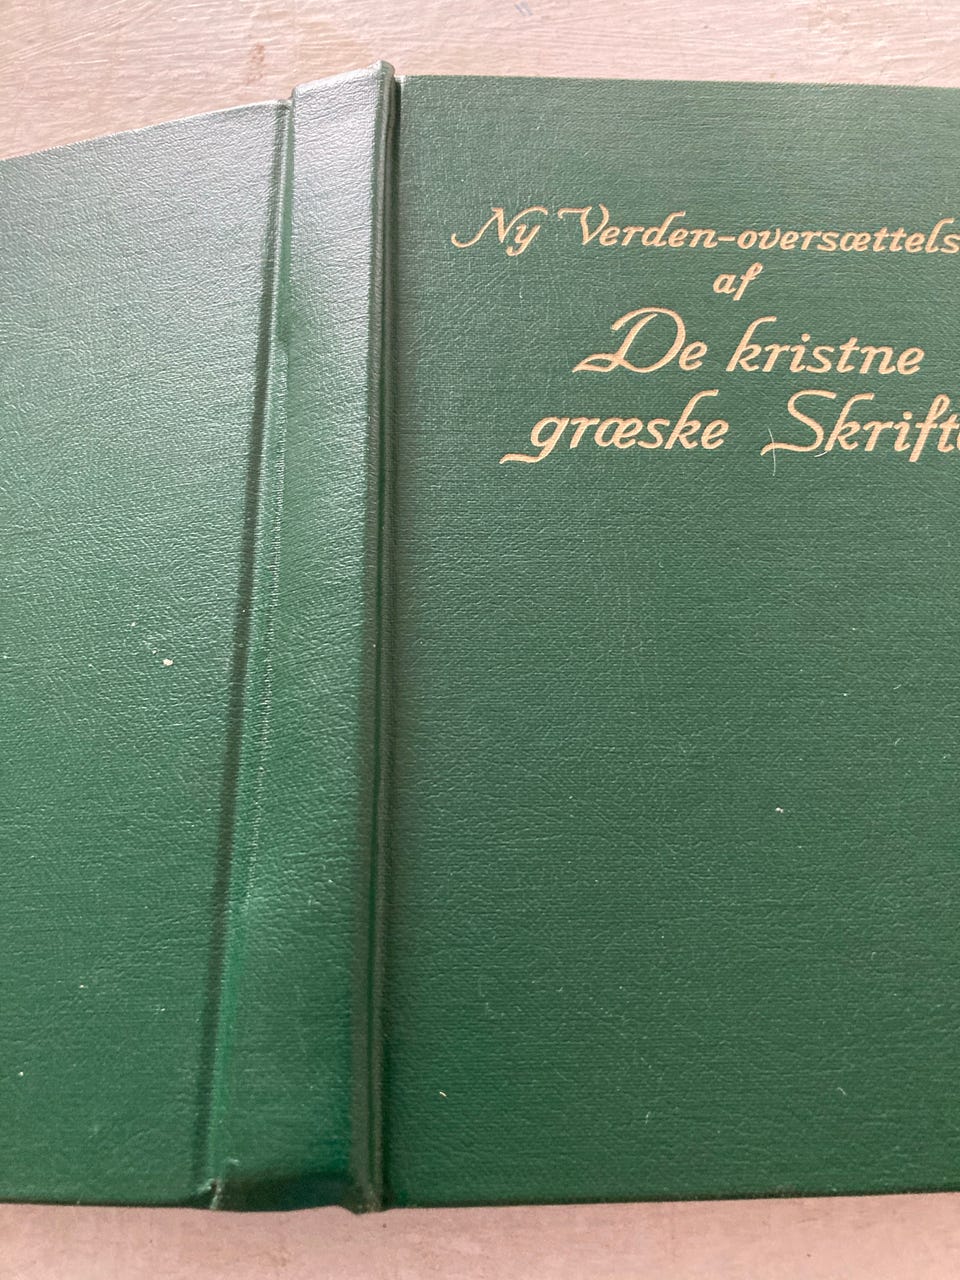 Ny Verden-oversættels
af
De kristne
græske Skrift